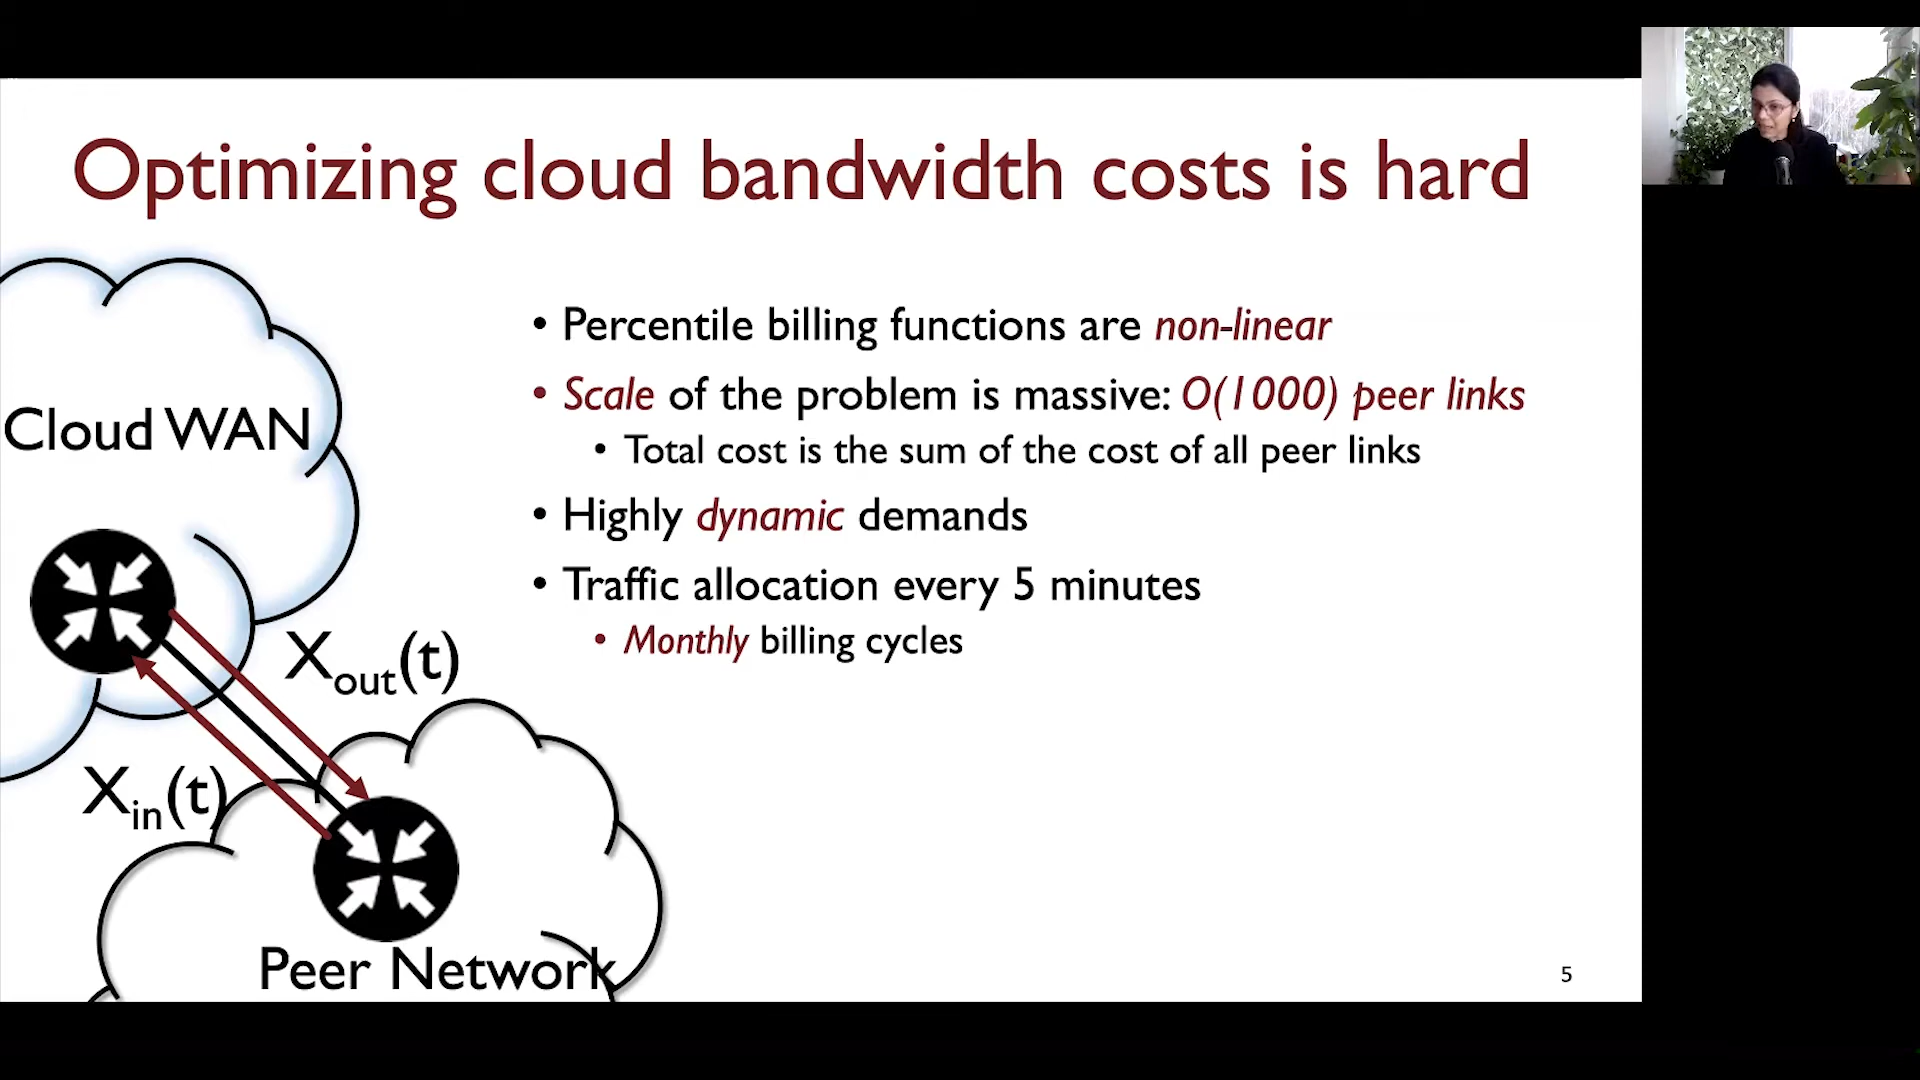 Optimizing cloud bandwidth costs is hard
• Percentile billing functions are non-linear
• Scale of the problem is massive: O(1000) peer links
• Total cost is the sum of the cost of all peer links
• Highly dynamic demands
• Traffic allocation every 5 minutes
• Monthly billing cycles
Cloud WAN
Xout(t)
Xin(t)
Peer Network
5